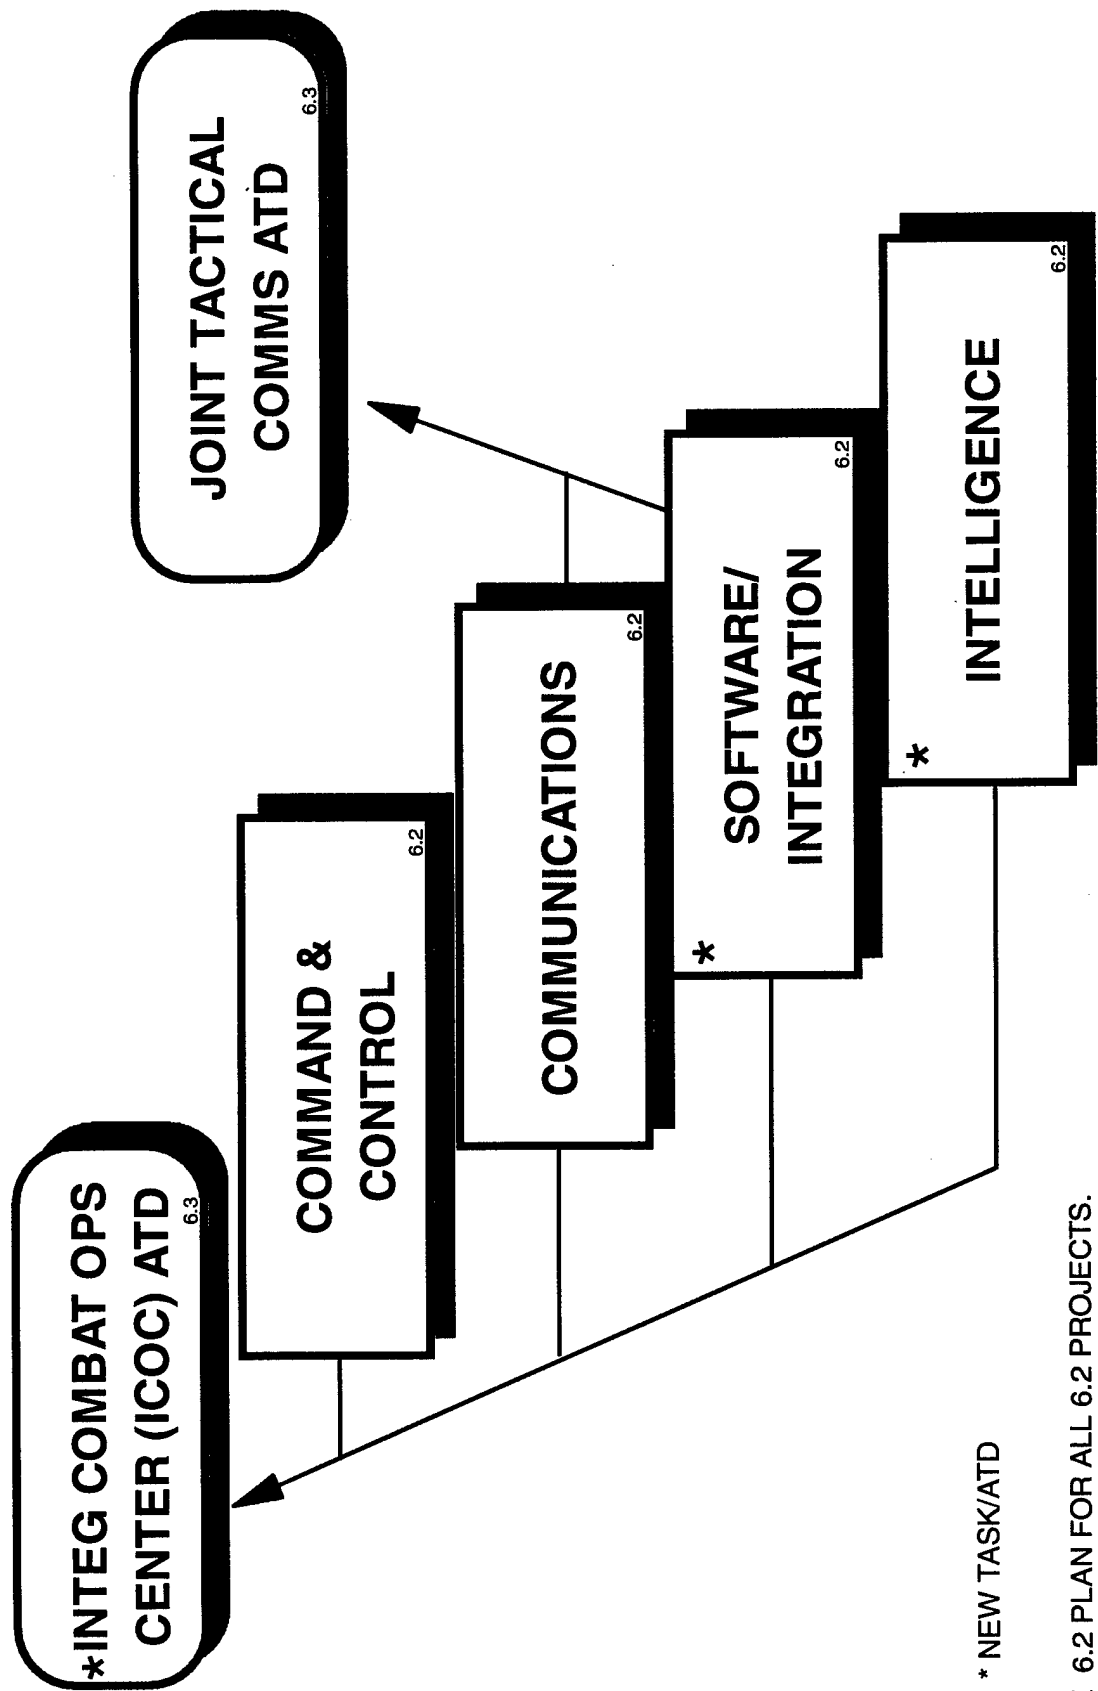 *INTEG COMBAT OPS
CENTER (ICOC) ATD
6.3
JOINT TACTICAL
COMMS ATD
6.3
COMMAND &
CONTROL
6.2
COMMUNICATIONS
6.2
*
SOFTWARE/
INTEGRATION
6.2
*
INTELLIGENCE
6.2
* NEW TASK/ATD
6.2 PLAN FOR ALL 6.2 PROJECTS.